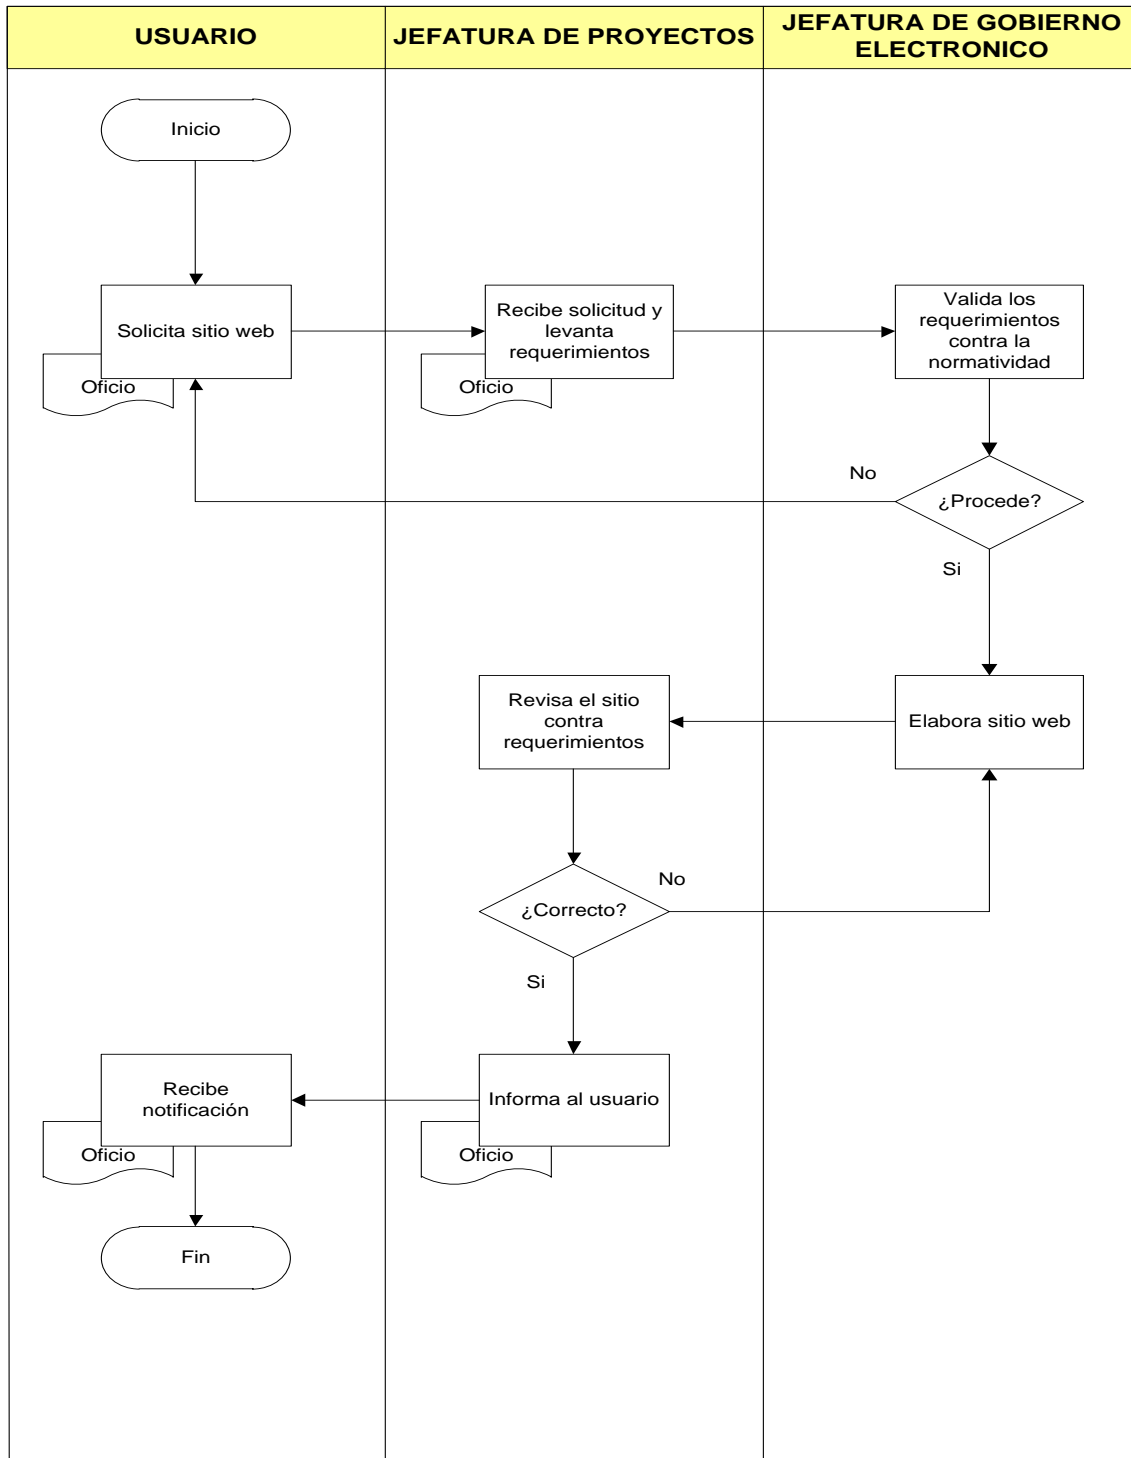 USUARIO
JEFATURA DE PROYECTOS
JEFATURA DE GOBIERNO
ELECTRONICO
Inicio
Solicita sitio web
Oficio
Recibe solicitud y
levanta
requerimientos
Oficio
Valida los
requerimientos
contra la
normatividad
No
¿Procede?
Si
Revisa el sitio
contra
requerimientos
Elabora sitio web
No
¿Correcto?
Si
Recibe
notificación
Oficio
Informa al usuario
Oficio
Fin